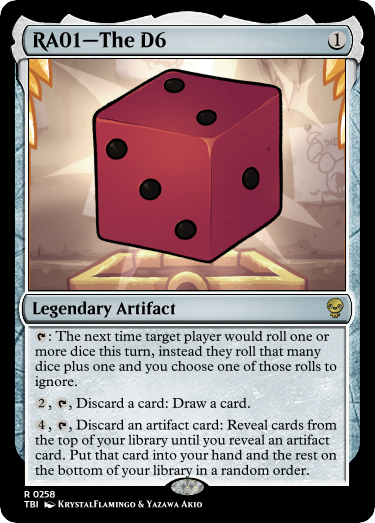 RA01—The D6
1
Legendary Artifact
: The next time target player would roll one or
more dice this turn, instead they roll that many
dice plus one and you choose one of those rolls to
ignore.
2, , Discard a card: Draw a card.
4, , Discard an artifact card: Reveal cards from
the top of your library until you reveal an artifact
card. Put that card into your hand and the rest on
the bottom of your library in a random order.
R 0258
TBI KrystalFlamingo & Yazawa Akio